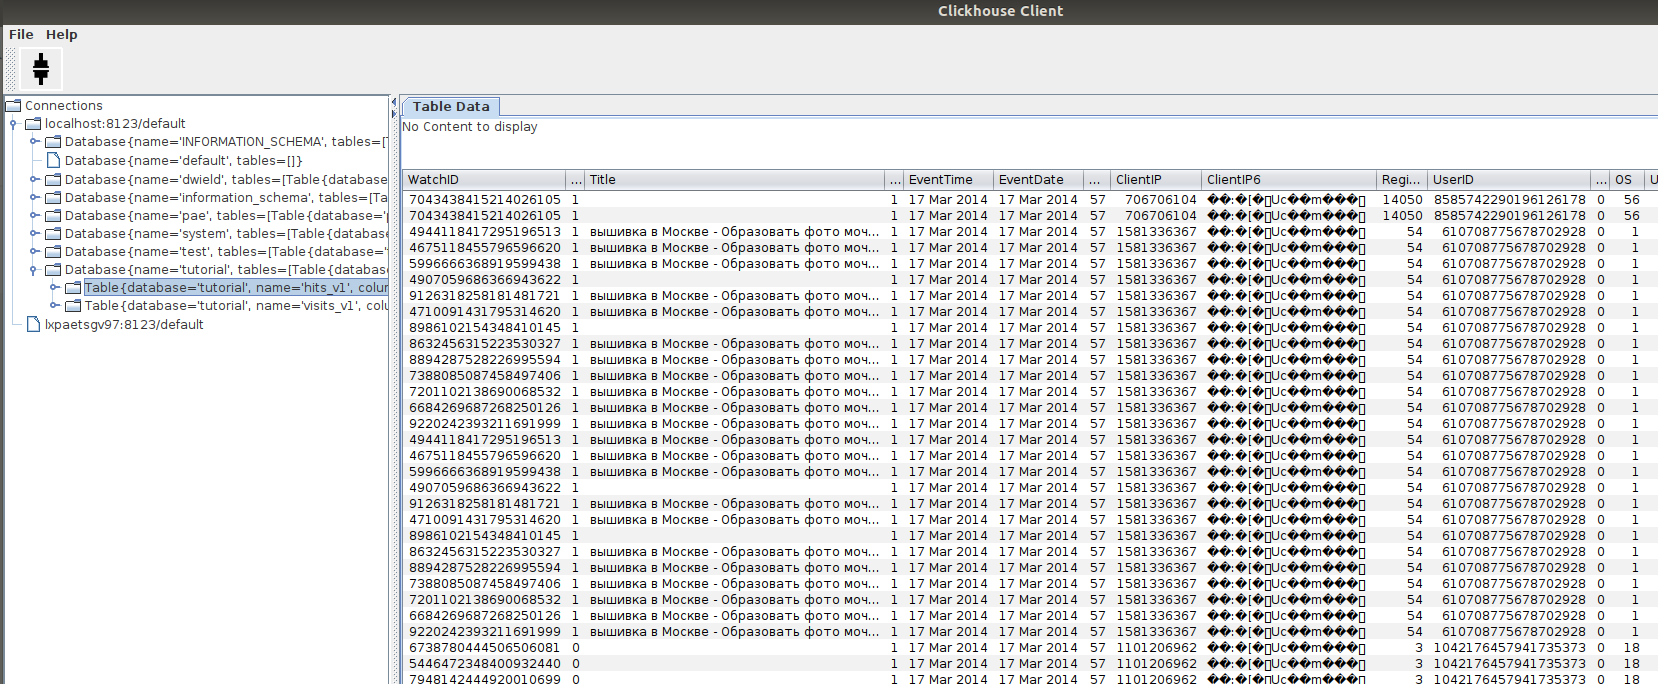 Clickhouse Client
File Help
Connections
localhost:8123/default
Database{name='INFORMATION_SCHEMA', tables=[T
Database{name='default', tables=[]}
Database{name='dwield', tables=[Table{database
Database{name='information_schema', tables=[Ta
Database{name='pae', tables=[Table{database='
Database{name='system', tables=[Table{database
Database{name='test', tables=[Table{database='
Database{name='tutorial', tables=[Table{database
Table{database='tutorial', name='hits_v1', colur
Table{database='tutorial', name='visits_v1', colu
lxpaetsgv97:8123/default
Table Data
No Content to display
WatchID ... Title ... EventTime EventDate ... ClientIP ClientIP6 Regi... UserID ... OS U
7043438415214026105 1 1 17 Mar 2014 17 Mar 2014 57 706706104 ��:�[�▯Uc��m���▯ 14050 8585742290196126178 0 56
7043438415214026105 1 1 17 Mar 2014 17 Mar 2014 57 706706104 ��:�[�▯Uc��m���▯ 14050 8585742290196126178 0 56
4944118417295196513 1 вышивка в Москве - Образовать фото моч... 1 17 Mar 2014 17 Mar 2014 57 1581336367 ��:�[�▯Uc��m���▯ 54 610708775678702928 0 1
4675118455796596620 1 вышивка в Москве - Образовать фото моч... 1 17 Mar 2014 17 Mar 2014 57 1581336367 ��:�[�▯Uc��m���▯ 54 610708775678702928 0 1
5996666368919599438 1 вышивка в Москве - Образовать фото моч... 1 17 Mar 2014 17 Mar 2014 57 1581336367 ��:�[�▯Uc��m���▯ 54 610708775678702928 0 1
4907059686366943622 1 1 17 Mar 2014 17 Mar 2014 57 1581336367 ��:�[�▯Uc��m���▯ 54 610708775678702928 0 1
9126318258181481721 1 вышивка в Москве - Образовать фото моч... 1 17 Mar 2014 17 Mar 2014 57 1581336367 ��:�[�▯Uc��m���▯ 54 610708775678702928 0 1
4710091431795314620 1 вышивка в Москве - Образовать фото моч... 1 17 Mar 2014 17 Mar 2014 57 1581336367 ��:�[�▯Uc��m���▯ 54 610708775678702928 0 1
8986102154348410145 1 1 17 Mar 2014 17 Mar 2014 57 1581336367 ��:�[�▯Uc��m���▯ 54 610708775678702928 0 1
8632456315223530327 1 вышивка в Москве - Образовать фото моч... 1 17 Mar 2014 17 Mar 2014 57 1581336367 ��:�[�▯Uc��m���▯ 54 610708775678702928 0 1
8894287528226995594 1 вышивка в Москве - Образовать фото моч... 1 17 Mar 2014 17 Mar 2014 57 1581336367 ��:�[�▯Uc��m���▯ 54 610708775678702928 0 1
7388085087458497406 1 вышивка в Москве - Образовать фото моч... 1 17 Mar 2014 17 Mar 2014 57 1581336367 ��:�[�▯Uc��m���▯ 54 610708775678702928 0 1
7201102138690068532 1 вышивка в Москве - Образовать фото моч... 1 17 Mar 2014 17 Mar 2014 57 1581336367 ��:�[�▯Uc��m���▯ 54 610708775678702928 0 1
6684269687268250126 1 вышивка в Москве - Образовать фото моч... 1 17 Mar 2014 17 Mar 2014 57 1581336367 ��:�[�▯Uc��m���▯ 54 610708775678702928 0 1
9220242393211691999 1 вышивка в Москве - Образовать фото моч... 1 17 Mar 2014 17 Mar 2014 57 1581336367 ��:�[�▯Uc��m���▯ 54 610708775678702928 0 1
4944118417295196513 1 вышивка в Москве - Образовать фото моч... 1 17 Mar 2014 17 Mar 2014 57 1581336367 ��:�[�▯Uc��m���▯ 54 610708775678702928 0 1
4675118455796596620 1 вышивка в Москве - Образовать фото моч... 1 17 Mar 2014 17 Mar 2014 57 1581336367 ��:�[�▯Uc��m���▯ 54 610708775678702928 0 1
5996666368919599438 1 вышивка в Москве - Образовать фото моч... 1 17 Mar 2014 17 Mar 2014 57 1581336367 ��:�[�▯Uc��m���▯ 54 610708775678702928 0 1
4907059686366943622 1 1 17 Mar 2014 17 Mar 2014 57 1581336367 ��:�[�▯Uc��m���▯ 54 610708775678702928 0 1
9126318258181481721 1 вышивка в Москве - Образовать фото моч... 1 17 Mar 2014 17 Mar 2014 57 1581336367 ��:�[�▯Uc��m���▯ 54 610708775678702928 0 1
4710091431795314620 1 вышивка в Москве - Образовать фото моч... 1 17 Mar 2014 17 Mar 2014 57 1581336367 ��:�[�▯Uc��m���▯ 54 610708775678702928 0 1
8986102154348410145 1 1 17 Mar 2014 17 Mar 2014 57 1581336367 ��:�[�▯Uc��m���▯ 54 610708775678702928 0 1
8632456315223530327 1 вышивка в Москве - Образовать фото моч... 1 17 Mar 2014 17 Mar 2014 57 1581336367 ��:�[�▯Uc��m���▯ 54 610708775678702928 0 1
8894287528226995594 1 вышивка в Москве - Образовать фото моч... 1 17 Mar 2014 17 Mar 2014 57 1581336367 ��:�[�▯Uc��m���▯ 54 610708775678702928 0 1
7388085087458497406 1 вышивка в Москве - Образовать фото моч... 1 17 Mar 2014 17 Mar 2014 57 1581336367 ��:�[�▯Uc��m���▯ 54 610708775678702928 0 1
7201102138690068532 1 вышивка в Москве - Образовать фото моч... 1 17 Mar 2014 17 Mar 2014 57 1581336367 ��:�[�▯Uc��m���▯ 54 610708775678702928 0 1
6684269687268250126 1 вышивка в Москве - Образовать фото моч... 1 17 Mar 2014 17 Mar 2014 57 1581336367 ��:�[�▯Uc��m���▯ 54 610708775678702928 0 1
9220242393211691999 1 вышивка в Москве - Образовать фото моч... 1 17 Mar 2014 17 Mar 2014 57 1581336367 ��:�[�▯Uc��m���▯ 54 610708775678702928 0 1
6738780444506506081 0 1 17 Mar 2014 17 Mar 2014 57 1101206962 ��:�[�▯Uc��m���▯ 3 1042176457941735373 0 18
5446472348400932440 0 1 17 Mar 2014 17 Mar 2014 57 1101206962 ��:�[�▯Uc��m���▯ 3 1042176457941735373 0 18
7948142444920010699 0 1 17 Mar 2014 17 Mar 2014 57 1101206962 ��:�[�▯Uc��m���▯ 3 1042176457941735373 0 18